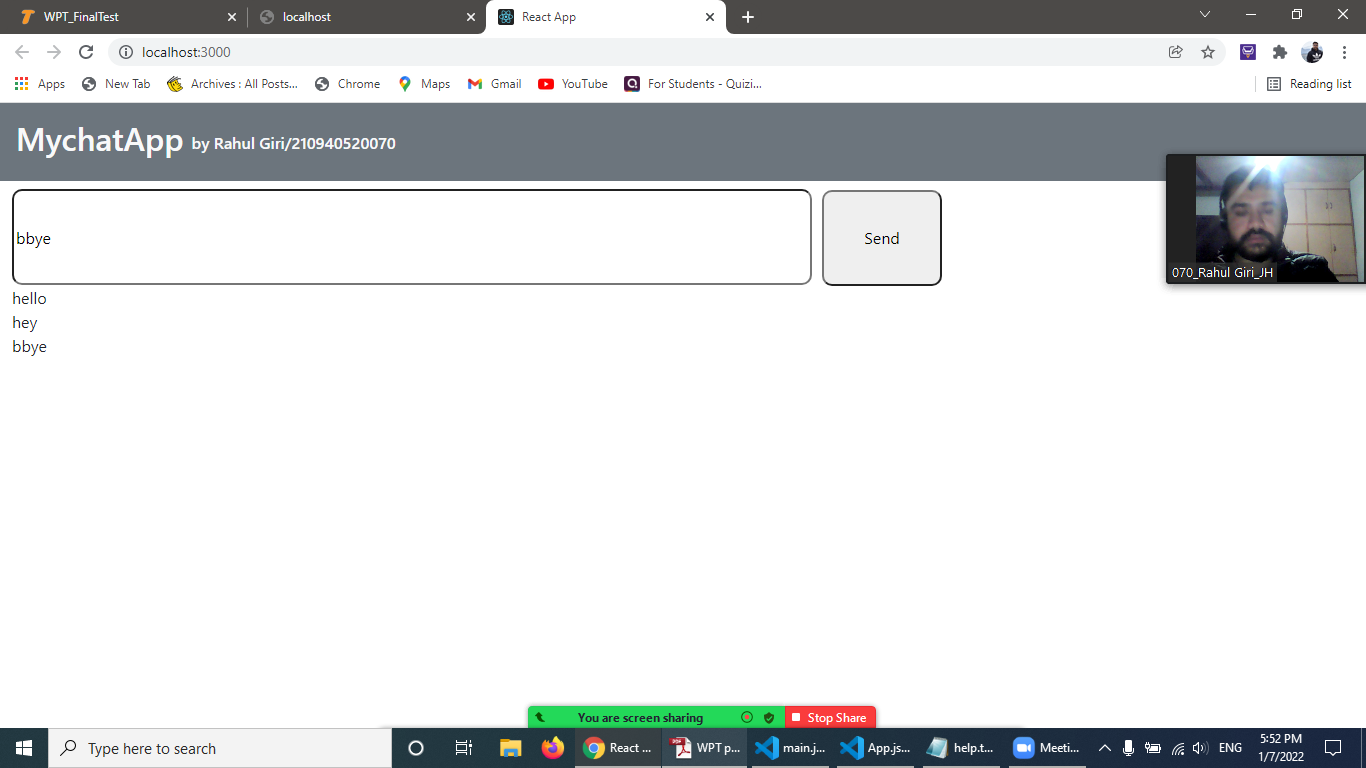 WPT_FinalTest
localhost
React App
localhost:3000
Apps
New Tab
Archives : All Posts...
Chrome
Maps
Gmail
YouTube
For Students - Quizi...
Reading list
MychatApp by Rahul Giri/210940520070
bbye
Send
070_Rahul Giri_JH
hello
hey
bbye
You are screen sharing
Stop Share
Type here to search
React ...
WPT p...
main.j...
App.js...
help.t...
Meeti...
ENG
5:52 PM
1/7/2022